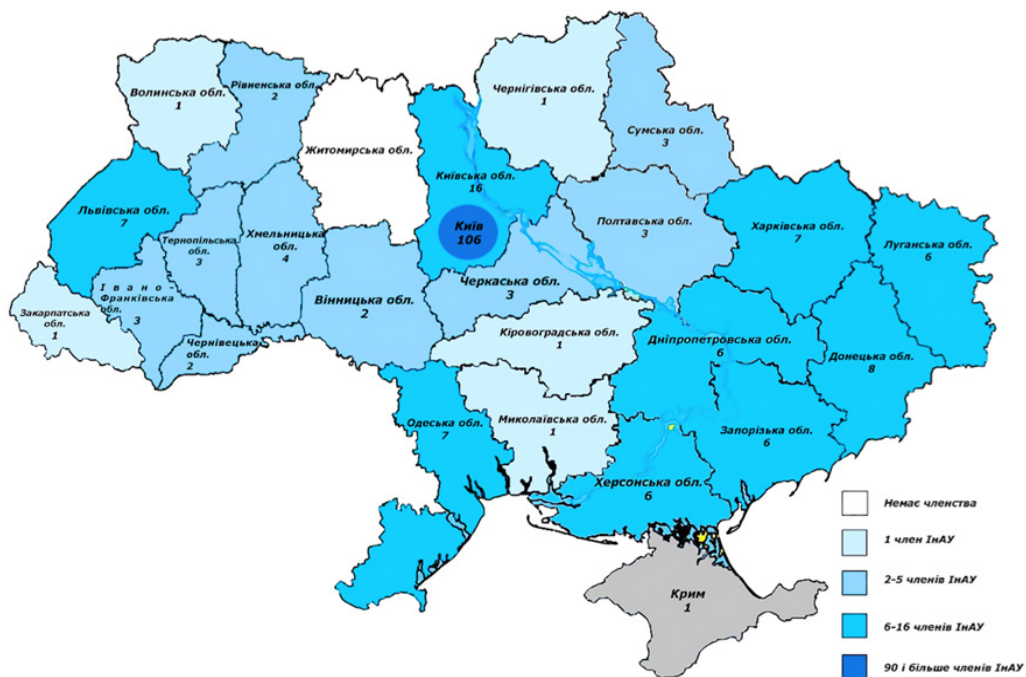 Волинська обл.
1
Рівненська обл.
2
Житомирська обл.
Чернігівська обл.
1
Сумська обл.
3
Київська обл.
16
Київ
106
Львівська обл.
7
Тернопільська
обл.
3
Хмельницька
обл.
4
Полтавська обл.
3
Харківська обл.
7
Луганська обл.
6
Івано -
Франківська
обл.
3
Закарпатська
обл.
1
Чернівецька
обл.
2
Вінницька обл.
2
Черкаська обл.
3
Кіровоградська обл.
1
Дніпропетровська обл.
6
Донецька обл.
8
Одеська обл.
7
Миколаївська обл.
1
Запорізька обл.
6
Херсонська обл.
6
Крим
1
Немає членства
1 член ІнАУ
2-5 членів ІнАУ
6-16 членів ІнАУ
90 і більше членів ІнАУ